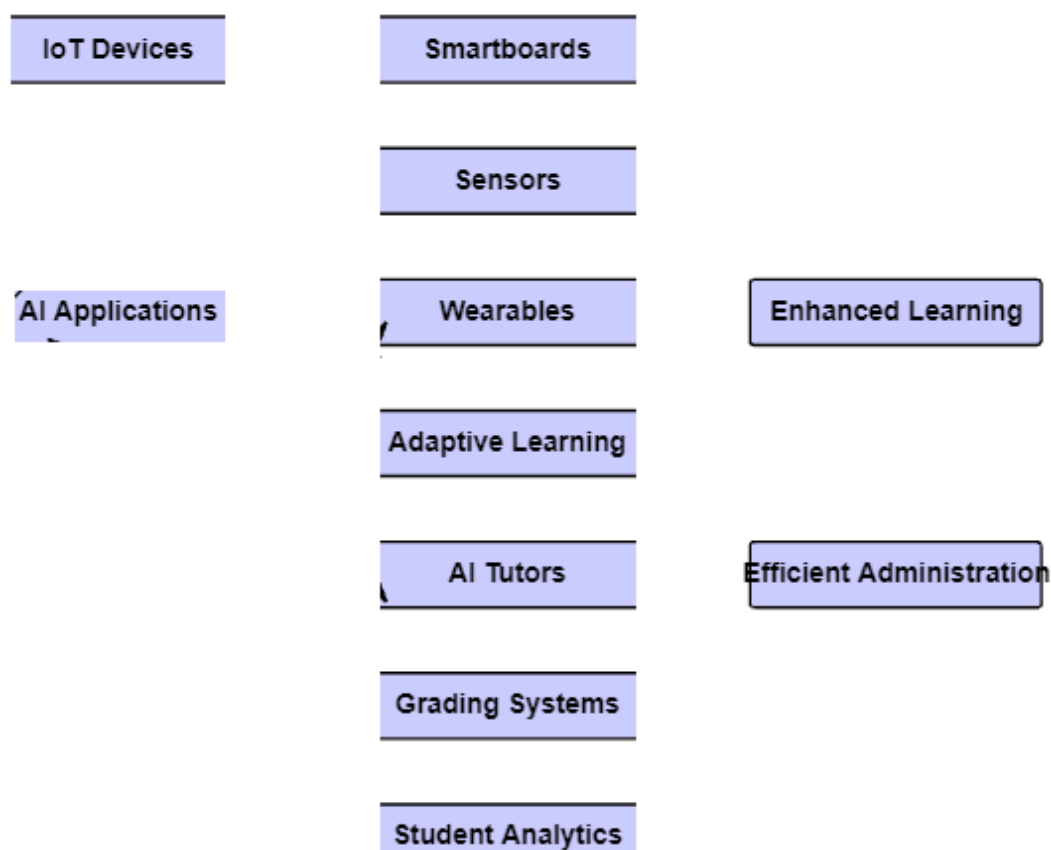 IoT Devices
Smartboards
Sensors
AI Applications
Wearables
Enhanced Learning
Adaptive Learning
AI Tutors
Efficient Administration
Grading Systems
Student Analytics